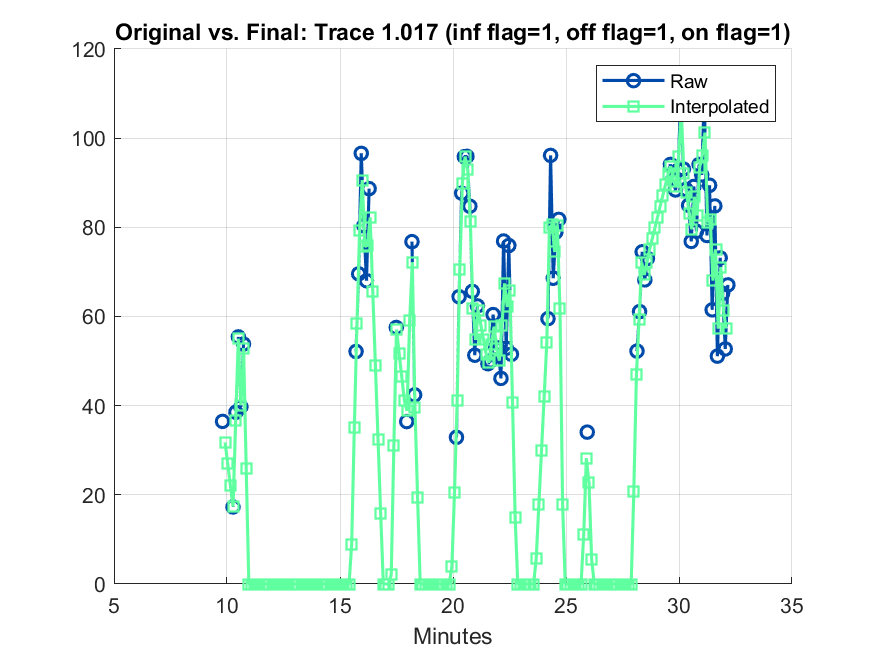 Original vs. Final: Trace 1.017 (inf flag=1, off flag=1, on flag=1)
120
100
80
60
40
20
0
Raw
Interpolated
5 10 15 20 25 30 35
Minutes